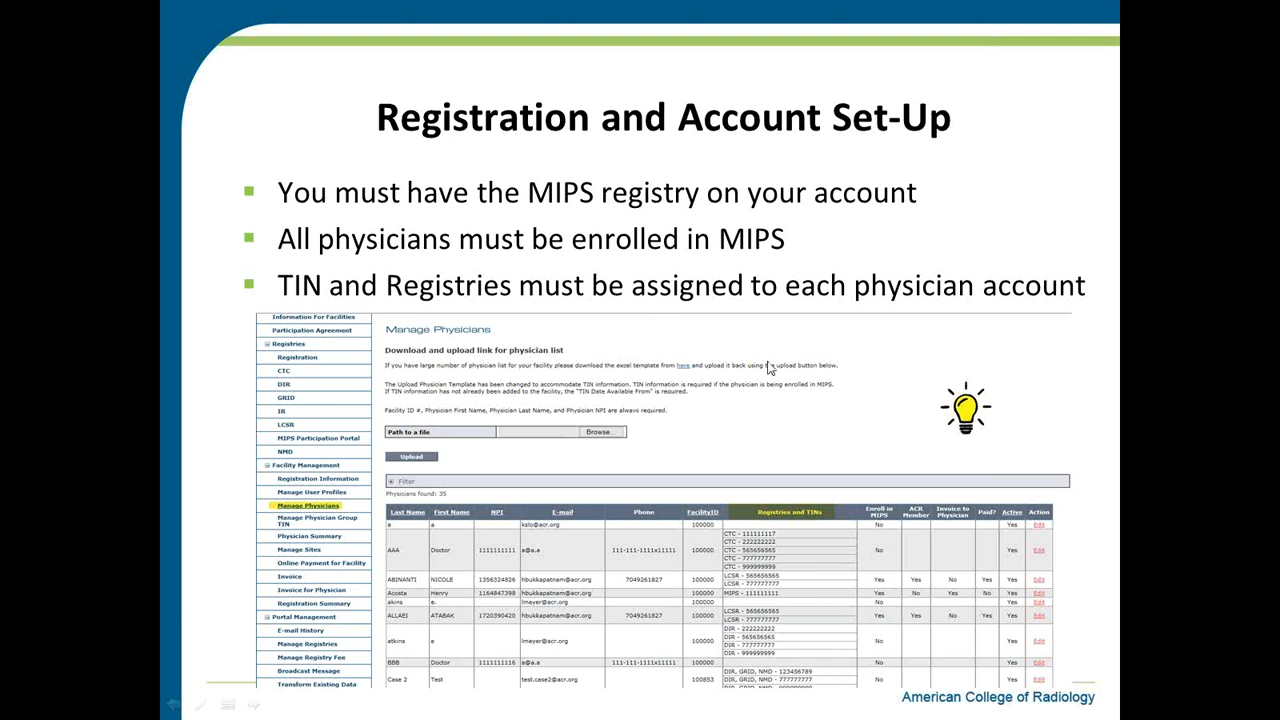 Registration and Account Set-Up
You must have the MIPS registry on your account
All physicians must be enrolled in MIPS
TIN and Registries must be assigned to each physician account
Information For Facilities
Participation Agreement
Registries
Registration
CTC
DIR
GRID
IR
LCSR
MIPS Participation Portal
NMD
Facility Management
Registration Information
Manage User Profiles
Manage Physicians
Manage Physician Group
TIN
Physician Summary
Manage Sites
Online Payment for Facility
Invoice
Invoice for Physician
Registration Summary
Portal Management
E-mail History
Manage Registries
Manage Registry Fee
Broadcast Message
Transform Existing Data
Manage Physicians
Download and upload link for physician list
If you have large number of physician list for your facility please download the excel template from here and upload it back using the upload button below.
The Upload Physician Template has been changed to accommodate TIN information. TIN information is required if the physician is being enrolled in MIPS.
If TIN information has not already been added to the facility, the "TIN Date Available From" is required.
Facility ID #, Physician First Name, Physician Last Name, and Physician NPI are always required.
Path to a file Browse...
Upload
Filter
Physicians found: 35
Last Name First Name NPI E-mail Phone FacilityID Registries and TINs Enroll in MIPS ACR Member Invoice to Physician Paid? Active Action
a a kslo@acr.org 100000 No Yes Edit
AAA Doctor 1111111111 a@a.a 111-111-1111x11111 100000 CTC - 111111117 No Yes Edit
CTC - 222222222
CTC - 565656565
CTC - 777777777
CTC - 999999999
ABINANTI NICOLE 1356324826 hbukkapatnam@acr.org 7049261827 100000 LCSR - 565656565 Yes Yes No Yes Yes Edit
LCSR - 777777777
Acosta Henry 1164847398 hbukkapatnam@acr.org 100000 MIPS - 111111111 Yes No Yes No Yes Edit
akins e. lmeyer@acr.org 100000 No Yes Edit
ALLAEI ATABAK 1720390420 hbukkapatnam@acr.org 7049261827 100000 LCSR - 565656565 Yes Yes No Yes Yes Edit
LCSR - 777777777
atkins e lmeyer@acr.org 100000 DIR - 222222222 No Yes Edit
DIR - 565656565
DIR - 777777777
DIR - 999999999
BBB Doctor 1111111116 a@a.a 111-111-1111x11111 100000 No Yes Edit
Case 2 Test test.case2@acr.org 100853 DIR, GRID, NMD - 123456789 No Yes Edit
DIR, GRID, NMD - 777777777
American College of Radiology